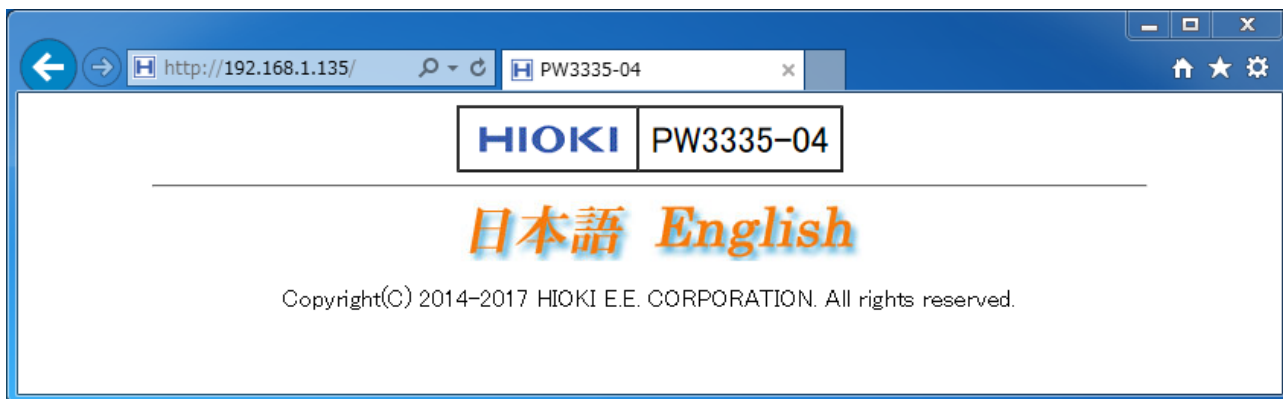 http://192.168.1.135/ PW3335-04
HIOKI PW3335-04
日本語 English
Copyright(C) 2014-2017 HIOKI E.E. CORPORATION. All rights reserved.